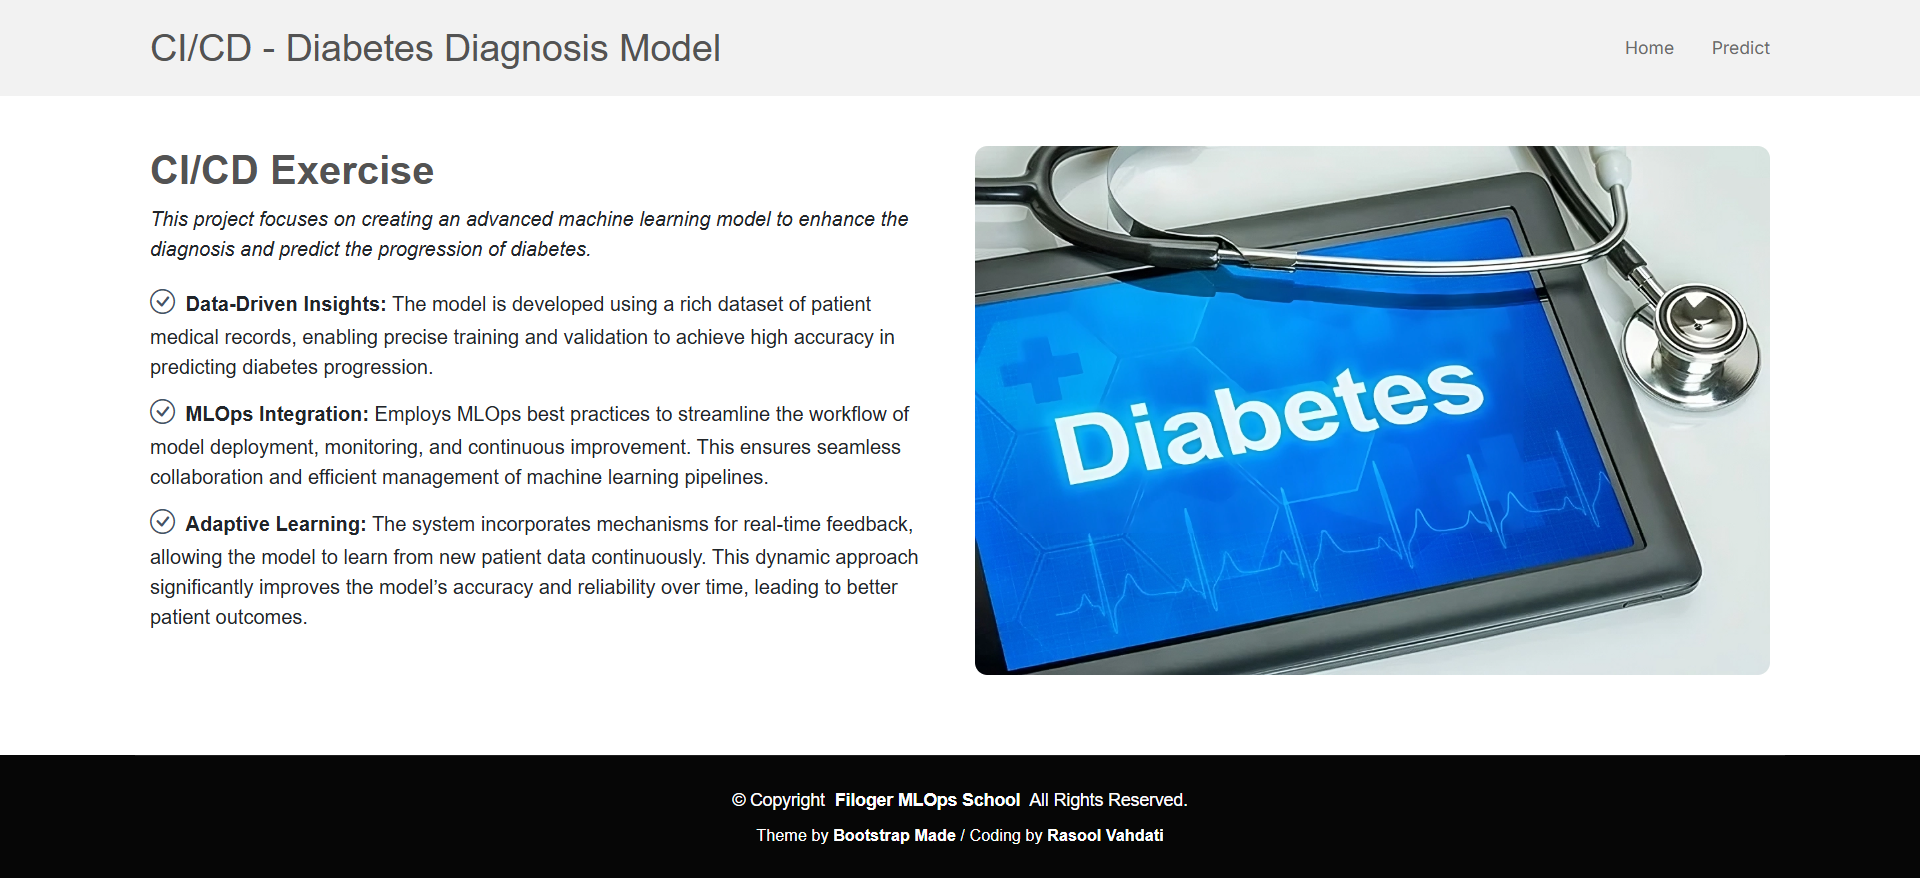 CI/CD - Diabetes Diagnosis Model
Home
Predict
CI/CD Exercise
This project focuses on creating an advanced machine learning model to enhance the
diagnosis and predict the progression of diabetes.
Data-Driven Insights: The model is developed using a rich dataset of patient
medical records, enabling precise training and validation to achieve high accuracy in
predicting diabetes progression.
MLOps Integration: Employs MLOps best practices to streamline the workflow of
model deployment, monitoring, and continuous improvement. This ensures seamless
collaboration and efficient management of machine learning pipelines.
Adaptive Learning: The system incorporates mechanisms for real-time feedback,
allowing the model to learn from new patient data continuously. This dynamic approach
significantly improves the model’s accuracy and reliability over time, leading to better
patient outcomes.
Diabetes
© Copyright Filoger MLOps School All Rights Reserved.
Theme by Bootstrap Made / Coding by Rasool Vahdati